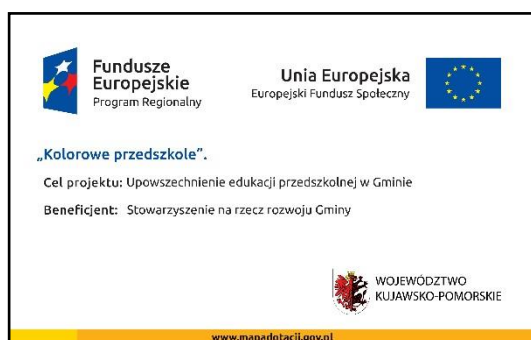 Fundusze
Europejskie
Program Regionalny
Unia Europejska
Europejski Fundusz Społeczny
„Kolorowe przedszkole”.
Cel projektu: Upowszechnienie edukacji przedszkolnej w Gminie
Beneficjent: Stowarzyszenie na rzecz rozwoju Gminy
WOJEWÓDZTWO
KUJAWSKO-POMORSKIE
www.mapadotacji.gov.pl